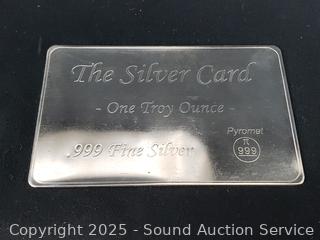 The Silver Card
- One Troy Ounce -
.999 Fine Silver
Pyromet
π
999
Copyright 2025 - Sound Auction Service